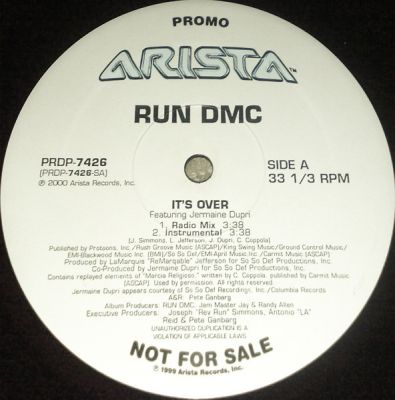 PROMO
ARISTA™
RUN DMC
PRDP-7426
(PRDP-7426-SA)
℗ 2000 Arista Records, Inc.
SIDE A
33 1/3 RPM
IT'S OVER
Featuring Jermaine Dupri
1. Radio Mix 3:38
2. Instrumental 3:38
[J. Simmons, L. Jefferson, J. Dupri, C. Coppola]
Published by Protoons, Inc./Rush Groove Music (ASCAP)/King Swing Music/Ground Control Music/
EMI-Blackwood Music Inc. (BMI)/So So Def/EMI-April Music,Inc./Carmit Music (ASCAP)
Produced by LaMarquis "ReMarqable" Jefferson for So So Def Productions, Inc.
Co-Produced by Jermaine Dupri for So So Def Productions, Inc.
Contains replayed elements of "Marcia Religioso," written by C. Coppola, published by Carmit Music
(ASCAP). Used by permission. All rights reserved.
Jermaine Dupri appears courtesy of So So Def Recordings, Inc./Columbia Records
A&R: Pete Ganbarg
Album Producers: RUN DMC, Jam Master Jay & Randy Allen
Executive Producers: Joseph "Rev Run" Simmons, Antonio "LA"
Reid & Pete Ganbarg
UNAUTHORIZED DUPLICATION IS A
VIOLATION OF APPLICABLE LAWS
NOT FOR SALE
℗ 1999 Arista Records, Inc.